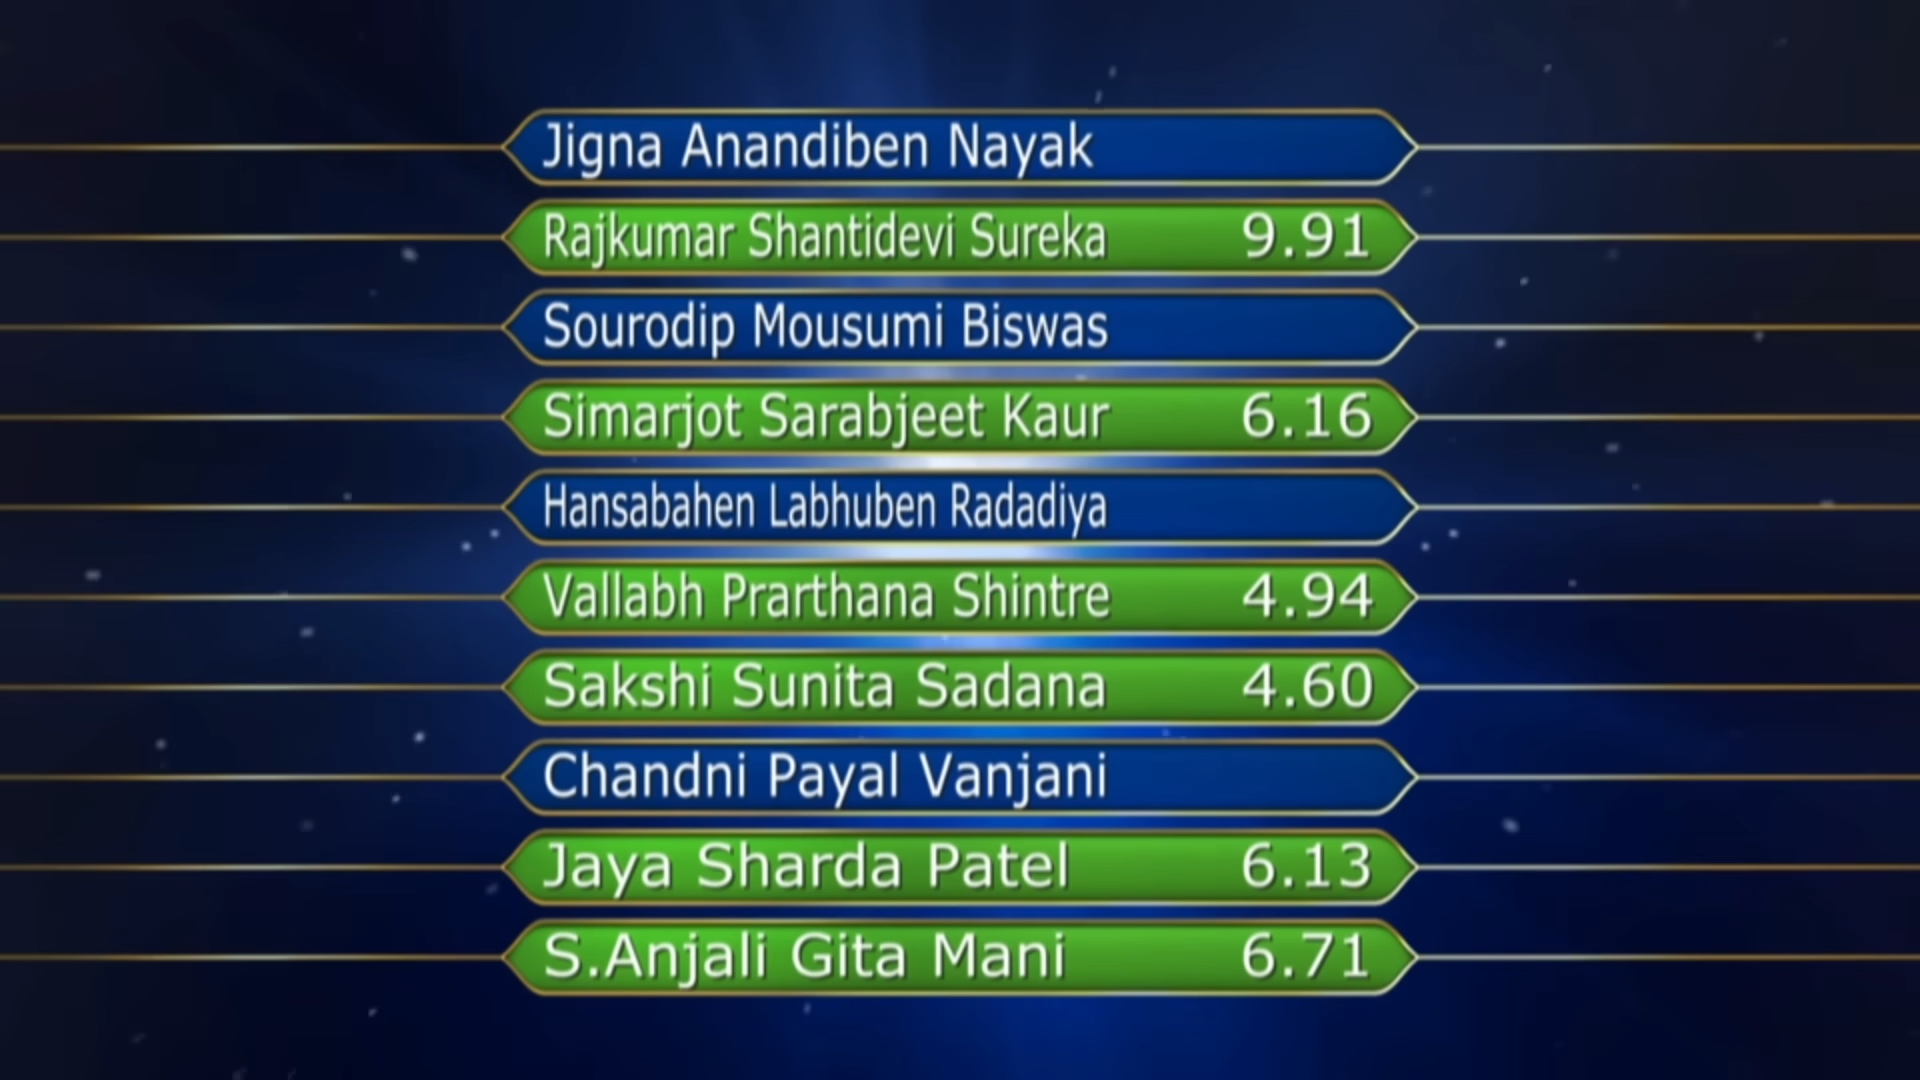 Jigna Anandiben Nayak
Rajkumar Shantidevi Sureka 9.91
Sourodip Mousumi Biswas
Simarjot Sarabjeet Kaur 6.16
Hansabahen Labhuben Radadiya
Vallabh Prarthana Shintre 4.94
Sakshi Sunita Sadana 4.60
Chandni Payal Vanjani
Jaya Sharda Patel 6.13
S.Anjali Gita Mani 6.71